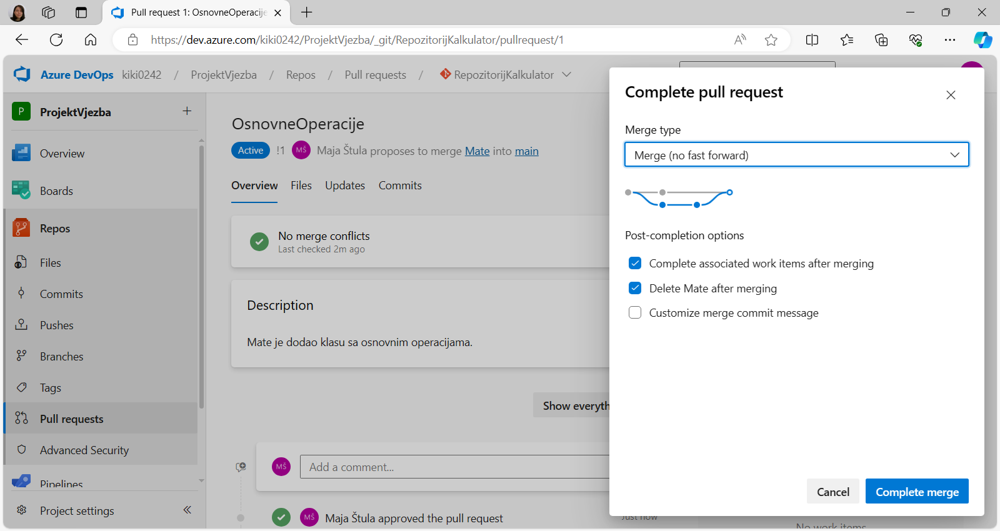 Pull request 1: OsnovneOperacije
https://dev.azure.com/kiki0242/ProjektVjezba/_git/RepozitorijKalkulator/pullrequest/1
Azure DevOps kiki0242 / ProjektVjezba / Repos / Pull requests / RepozitorijKalkulator
P ProjektVjezba +
Overview
Boards
Repos
Files
Commits
Pushes
Branches
Tags
Pull requests
Advanced Security
Pipelines
Project settings
OsnovneOperacije
Active !1 MŠ Maja Štula proposes to merge Mate into main
Overview Files Updates Commits
No merge conflicts
Last checked 2m ago
Description
Mate je dodao klasu sa osnovnim operacijama.
Show everyth
MŠ Add a comment...
MŠ Maja Štula approved the pull request
Just now
No work items
Complete pull request
Merge type
Merge (no fast forward)
Post-completion options
Complete associated work items after merging
Delete Mate after merging
Customize merge commit message
Cancel Complete merge